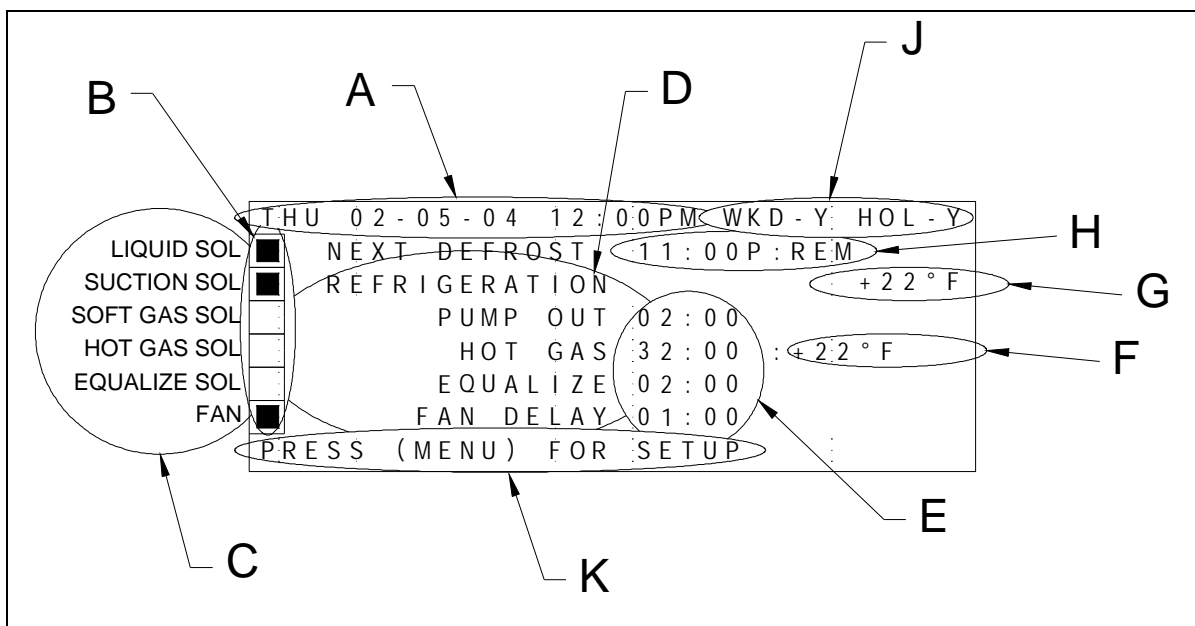 J
A
D
B
THU 02-05-04 12:00PM WKD-Y HOL-Y
H
LIQUID SOL NEXT DEFROST 11:00P:REM
SUCTION SOL REFRIGERATION +22°F
G
SOFT GAS SOL PUMP OUT 02:00
HOT GAS SOL HOT GAS 32:00 :+22°F
F
EQUALIZE SOL EQUALIZE 02:00
FAN FAN DELAY 01:00
PRESS (MENU) FOR SETUP
E
C
K